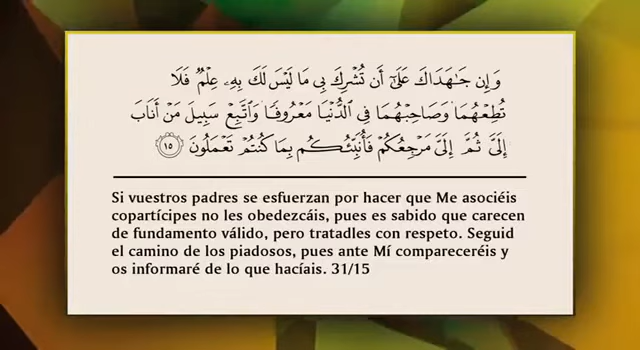 وَإِن جَٰهَدَاكَ عَلَىٰٓ أَن تُشْرِكَ بِى مَا لَيْسَ لَكَ بِهِۦ عِلْمٌ فَلَا
تُطِعْهُمَا ۖ وَصَاحِبْهُمَا فِى ٱلدُّنْيَا مَعْرُوفًا ۖ وَٱتَّبِعْ سَبِيلَ مَنْ أَنَابَ
إِلَىَّ ۚ ثُمَّ إِلَىَّ مَرْجِعُكُمْ فَأُنَبِّئُكُم بِمَا كُنتُمْ تَعْمَلُونَ ١٥
Si vuestros padres se esfuerzan por hacer que Me asociéis
copartícipes no les obedezcáis, pues es sabido que carecen
de fundamento válido, pero tratadles con respeto. Seguid
el camino de los piadosos, pues ante Mí compareceréis y
os informaré de lo que hacíais. 31/15